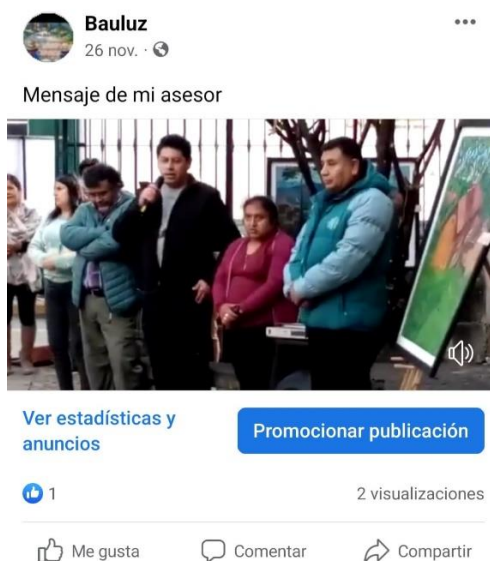 Bauluz
26 nov.
Mensaje de mi asesor
Ver estadísticas y
anuncios
Promocionar publicación
1
2 visualizaciones
Me gusta
Comentar
Compartir